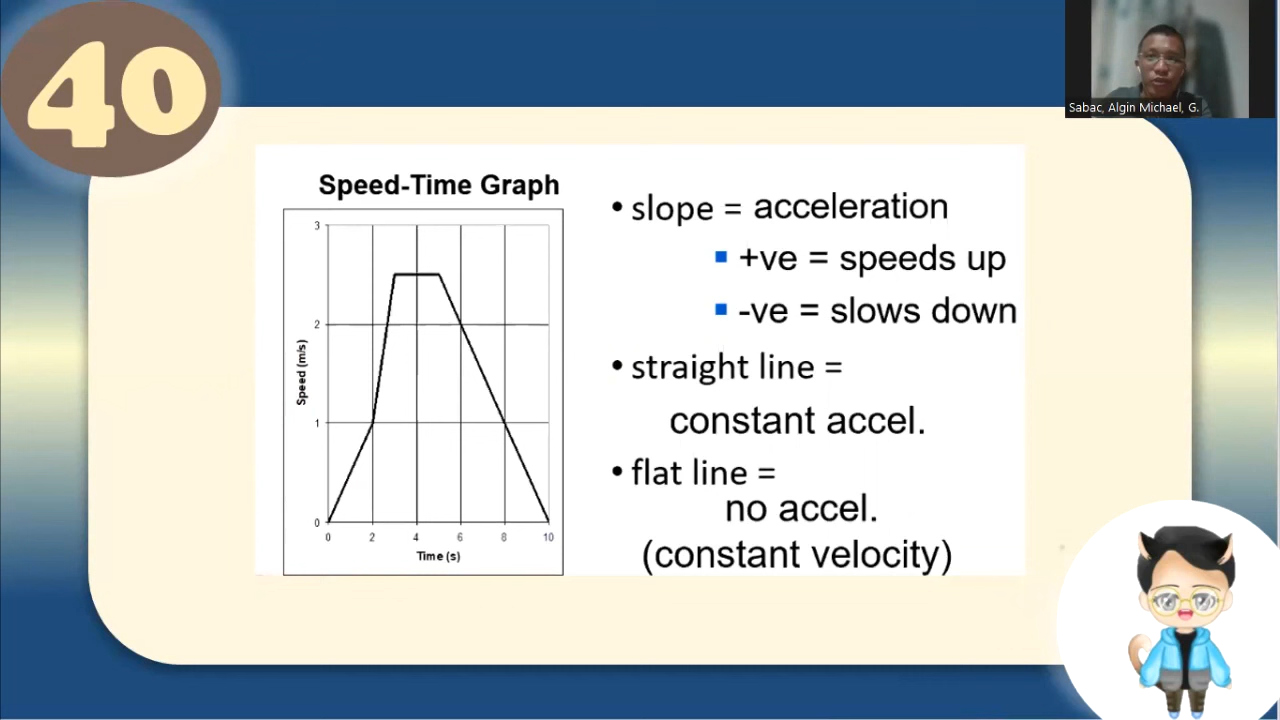 40
Sabac, Algin Michael, G.
Speed-Time Graph
3
2
1
0
Speed (m/s)
0 2 4 6 8 10
Time (s)
• slope = acceleration
▪ +ve = speeds up
▪ -ve = slows down
• straight line =
constant accel.
• flat line =
no accel.
(constant velocity)